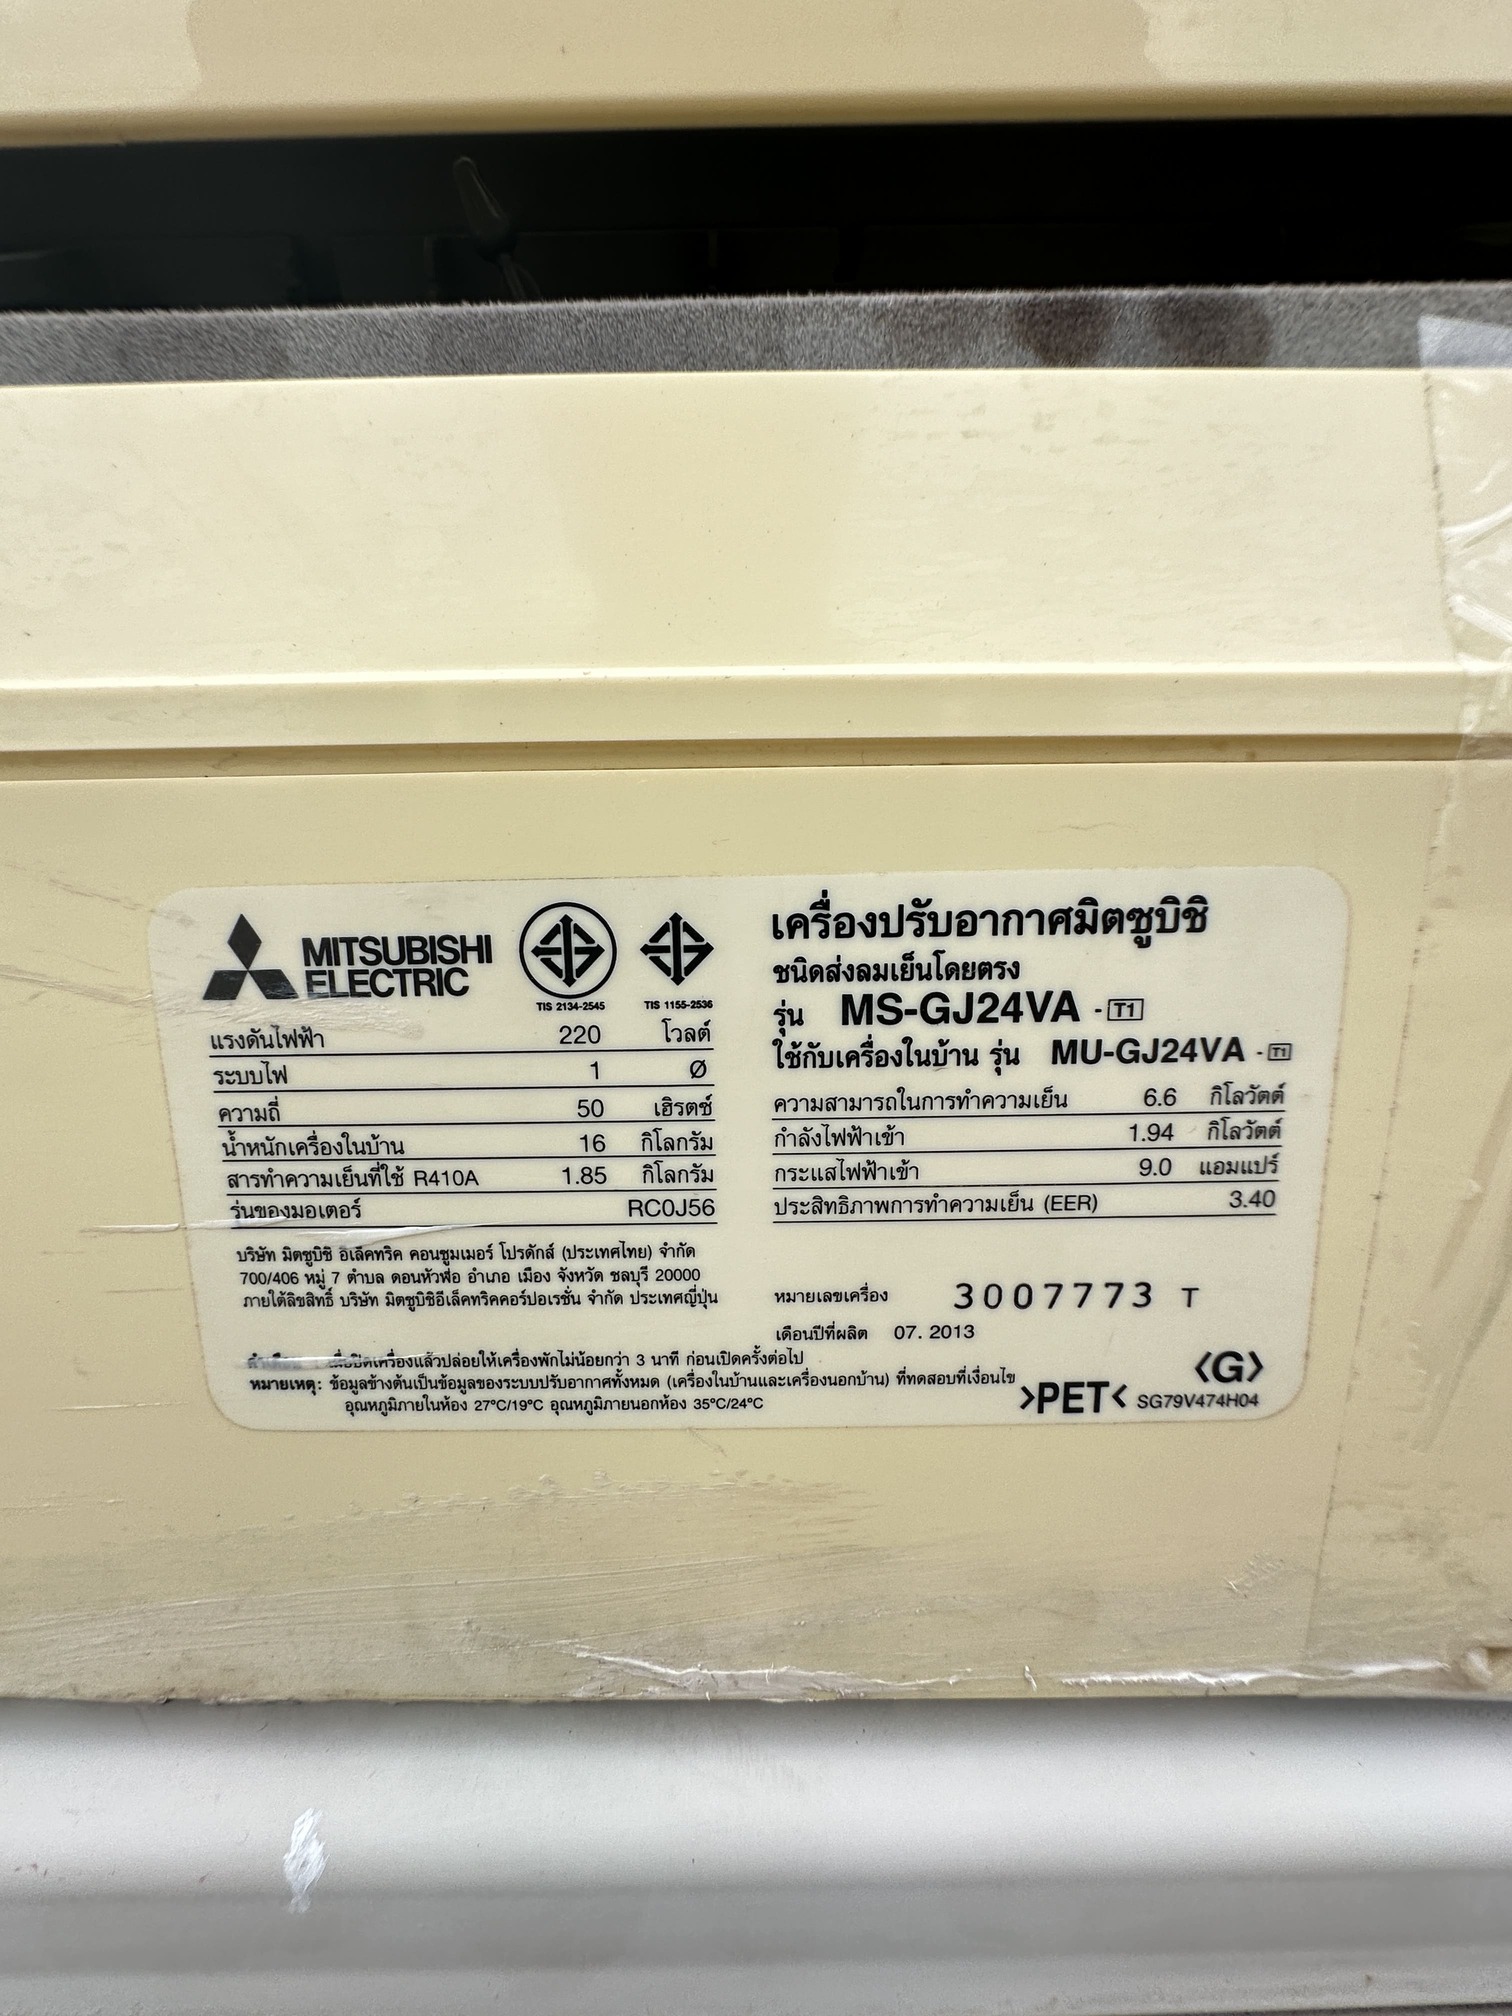 MITSUBISHI
ELECTRIC
TIS 2134-2545
TIS 1155-2536
แรงดันไฟฟ้า 220 โวลต์
ระบบไฟ 1 Ø
ความถี่ 50 เฮิรตซ์
น้ำหนักเครื่องในบ้าน 16 กิโลกรัม
สารทำความเย็นที่ใช้ R410A 1.85 กิโลกรัม
รุ่นของมอเตอร์ RC0J56
บริษัท มิตซูบิชิ อิเล็คทริค คอนซูมเมอร์ โปรดักส์ (ประเทศไทย) จำกัด
700/406 หมู่ 7 ตำบล ดอนหัวฬ่อ อำเภอ เมือง จังหวัด ชลบุรี 20000
ภายใต้ลิขสิทธิ์ บริษัท มิตซูบิชิอีเล็คทริคคอร์ปอเรชั่น จำกัด ประเทศญี่ปุ่น
เครื่องปรับอากาศมิตซูบิชิ
ชนิดส่งลมเย็นโดยตรง
รุ่น MS-GJ24VA - T1
ใช้กับเครื่องในบ้าน รุ่น MU-GJ24VA - T1
ความสามารถในการทำความเย็น 6.6 กิโลวัตต์
กำลังไฟฟ้าเข้า 1.94 กิโลวัตต์
กระแสไฟฟ้าเข้า 9.0 แอมแปร์
ประสิทธิภาพการทำความเย็น (EER) 3.40
หมายเลขเครื่อง 3007773 T
เดือนปีที่ผลิต 07. 2013
คำเตือน : เมื่อปิดเครื่องแล้วปล่อยให้เครื่องพักไม่น้อยกว่า 3 นาที ก่อนเปิดครั้งต่อไป
หมายเหตุ: ข้อมูลข้างต้นเป็นข้อมูลของระบบปรับอากาศทั้งหมด (เครื่องในบ้านและเครื่องนอกบ้าน) ที่ทดสอบที่เงื่อนไข
อุณหภูมิภายในห้อง 27°C/19°C อุณหภูมิภายนอกห้อง 35°C/24°C
<G>
>PET< SG79V474H04